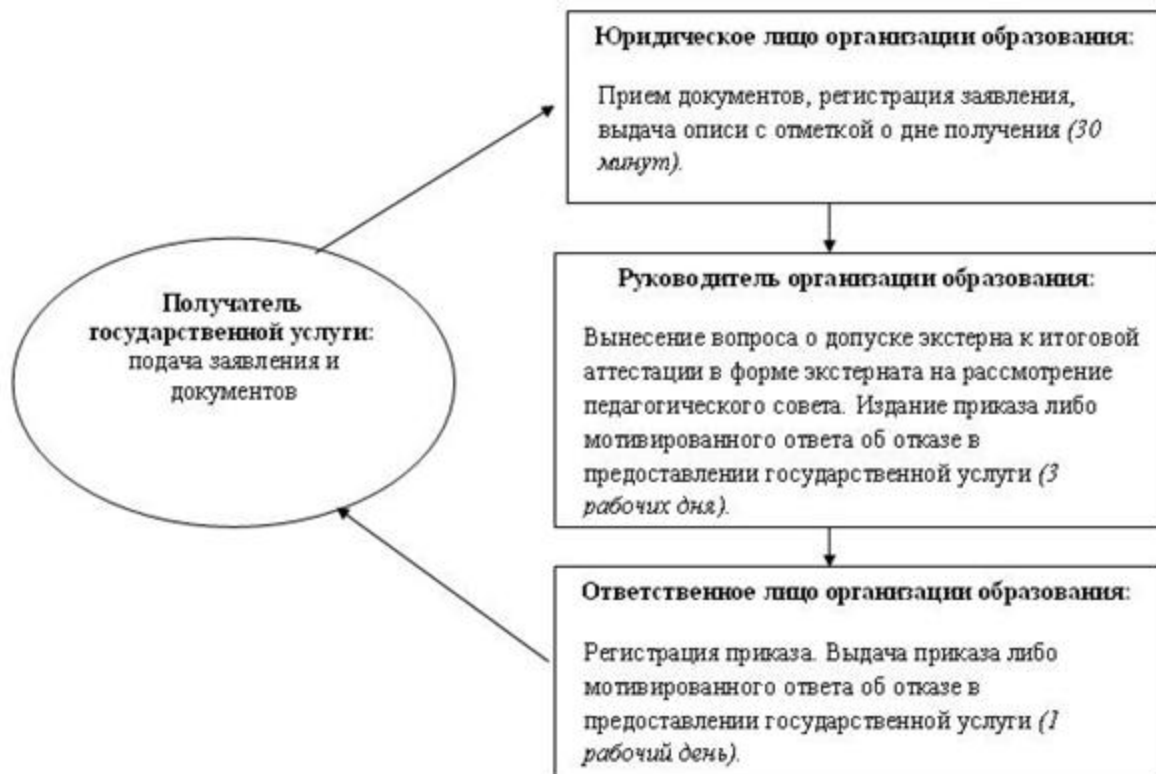 Юридическое лицо организации образования:
Прием документов, регистрация заявления,
выдача описи с отметкой о дне получения (30
минут).
Получатель
государственной услуги:
подача заявления и
документов
Руководитель организации образования:
Вынесение вопроса о допуске экстерна к итоговой
аттестации в форме экстерната на рассмотрение
педагогического совета. Издание приказа либо
мотивированного ответа об отказе в
предоставлении государственной услуги (3
рабочих дня).
Ответственное лицо организации образования:
Регистрация приказа. Выдача приказа либо
мотивированного ответа об отказе в
предоставлении государственной услуги (1
рабочий день).